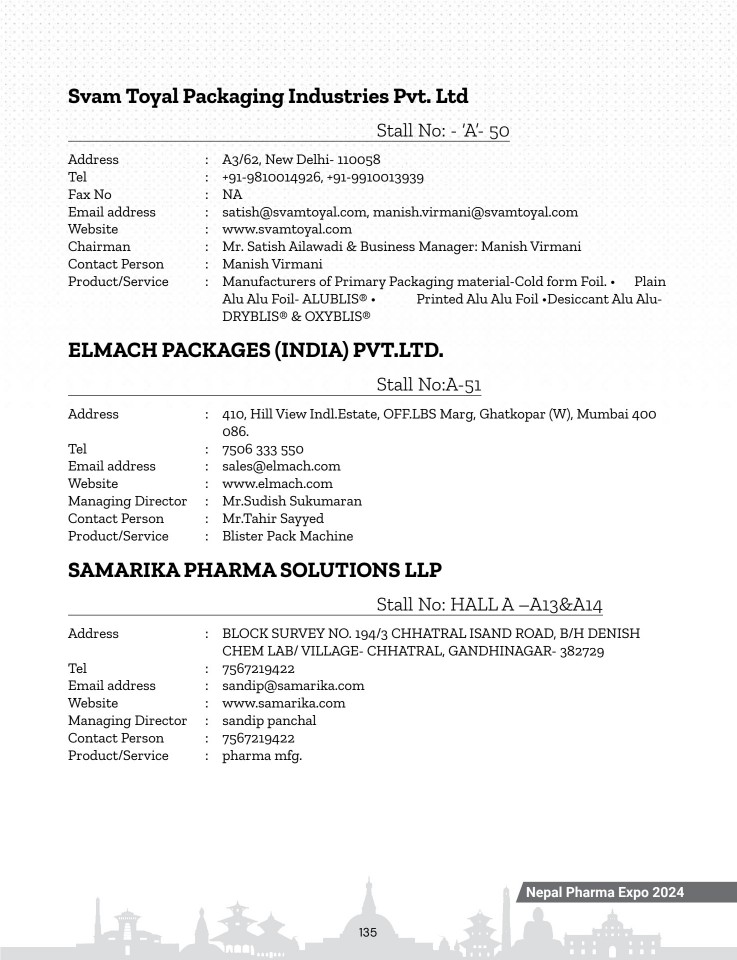 Svam Toyal Packaging Industries Pvt. Ltd
Stall No: - 'A'- 50
Address : A3/62, New Delhi- 110058
Tel : +91-9810014926, +91-9910013939
Fax No : NA
Email address : satish@svamtoyal.com, manish.virmani@svamtoyal.com
Website : www.svamtoyal.com
Chairman : Mr. Satish Ailawadi & Business Manager: Manish Virmani
Contact Person : Manish Virmani
Product/Service : Manufacturers of Primary Packaging material-Cold form Foil. • Plain
Alu Alu Foil- ALUBLIS® • Printed Alu Alu Foil •Desiccant Alu Alu-
DRYBLIS® & OXYBLIS®
ELMACH PACKAGES (INDIA) PVT.LTD.
Stall No:A-51
Address : 410, Hill View Indl.Estate, OFF.LBS Marg, Ghatkopar (W), Mumbai 400
086.
Tel : 7506 333 550
Email address : sales@elmach.com
Website : www.elmach.com
Managing Director : Mr.Sudish Sukumaran
Contact Person : Mr.Tahir Sayyed
Product/Service : Blister Pack Machine
SAMARIKA PHARMA SOLUTIONS LLP
Stall No: HALL A –A13&A14
Address : BLOCK SURVEY NO. 194/3 CHHATRAL ISAND ROAD, B/H DENISH
CHEM LAB/ VILLAGE- CHHATRAL, GANDHINAGAR- 382729
Tel : 7567219422
Email address : sandip@samarika.com
Website : www.samarika.com
Managing Director : sandip panchal
Contact Person : 7567219422
Product/Service : pharma mfg.
Nepal Pharma Expo 2024
135